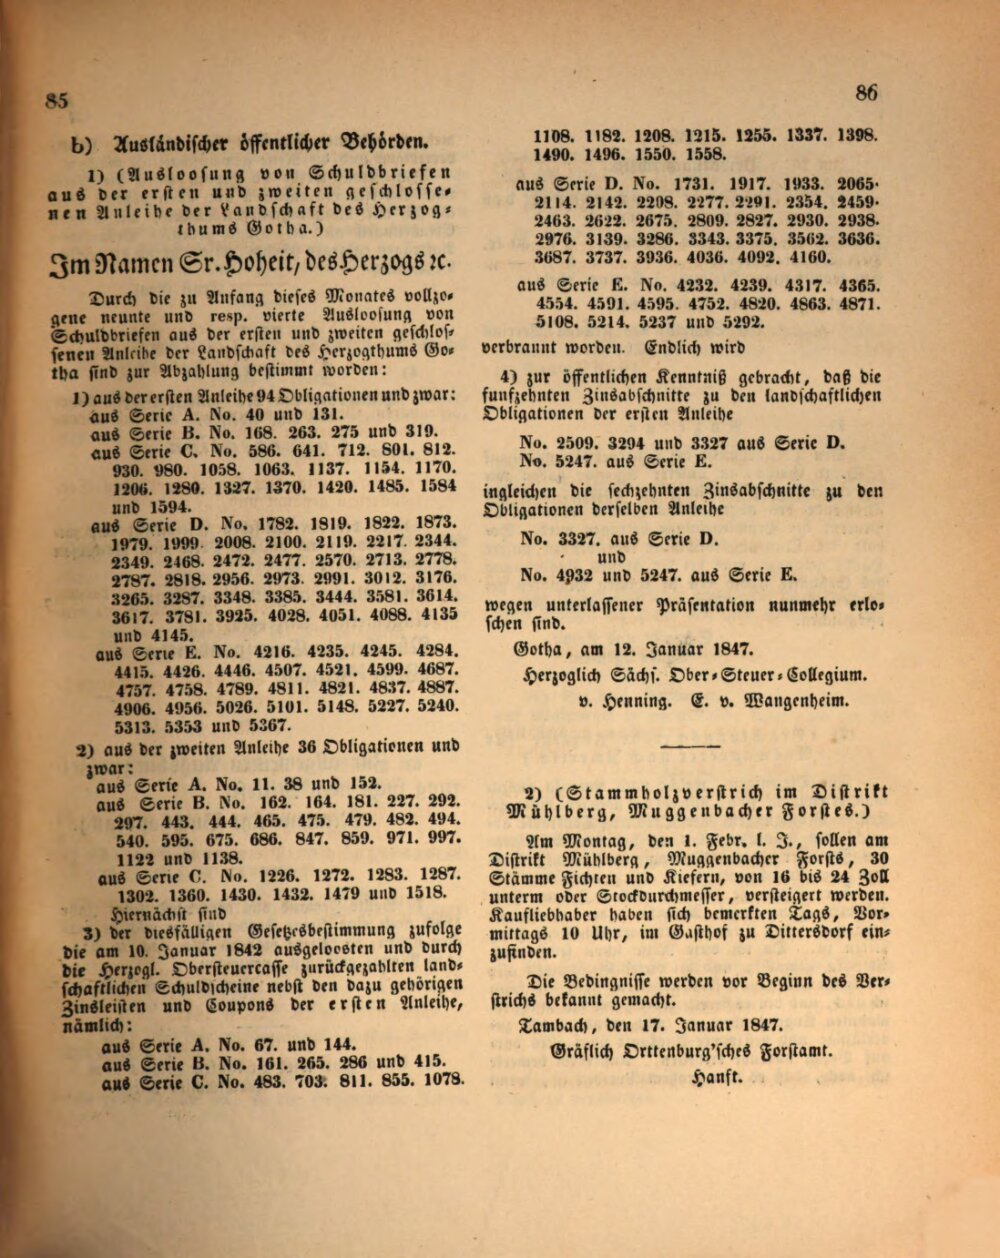 85
b) Ausländischer öffentlicher Behörden.
1) (Ausloosung von Schuldbriefen
aus der ersten und zweiten geschlosse-
nen Anleihe der Landschaft des Herzog-
thums Gotha.)
Im Namen Sr. Hoheit, des Herzogs ꝛc.
Durch die zu Anfang dieses Monates vollzo-
gene neunte und resp. vierte Ausloosung von
Schuldbriefen aus der ersten und zweiten geschlos-
senen Anleihe der Landschaft des Herzogthums Go-
tha sind zur Abzahlung bestimmt worden:
1) aus der ersten Anleihe 94 Obligationen und zwar:
aus Serie A. No. 40 und 131.
aus Serie B. No. 168. 263. 275 und 319.
aus Serie C. No. 586. 641. 712. 801. 812.
930. 980. 1058. 1063. 1137. 1154. 1170.
1206. 1280. 1327. 1370. 1420. 1485. 1584
und 1594.
aus Serie D. No. 1782. 1819. 1822. 1873.
1979. 1999. 2008. 2100. 2119. 2217. 2344.
2349. 2468. 2472. 2477. 2570. 2713. 2778.
2787. 2818. 2956. 2973. 2991. 3012. 3176.
3265. 3287. 3348. 3385. 3444. 3581. 3614.
3617. 3781. 3925. 4028. 4051. 4088. 4135
und 4145.
aus Serie E. No. 4216. 4235. 4245. 4284.
4415. 4426. 4446. 4507. 4521. 4599. 4687.
4757. 4758. 4789. 4811. 4821. 4837. 4887.
4906. 4956. 5026. 5101. 5148. 5227. 5240.
5313. 5353 und 5367.
2) aus der zweiten Anleihe 36 Obligationen und
zwar:
aus Serie A. No. 11. 38 und 152.
aus Serie B. No. 162. 164. 181. 227. 292.
297. 443. 444. 465. 475. 479. 482. 494.
540. 595. 675. 686. 847. 859. 971. 997.
1122 und 1138.
aus Serie C. No. 1226. 1272. 1283. 1287.
1302. 1360. 1430. 1432. 1479 und 1518.
Hiernächst sind
3) der diesfälligen Gesetzesbestimmung zufolge
die am 10. Januar 1842 ausgeloosten und durch
die Herzogl. Obersteuercasse zurückgezahlten land-
schaftlichen Schuldscheine nebst den dazu gehörigen
Zinsleisten und Coupons der ersten Anleihe,
nämlich:
aus Serie A. No. 67. und 144.
aus Serie B. No. 161. 265. 286 und 415.
aus Serie C. No. 483. 703. 811. 855. 1078.
86
1108. 1182. 1208. 1215. 1255. 1337. 1398.
1490. 1496. 1550. 1558.
aus Serie D. No. 1731. 1917. 1933. 2065.
2114. 2142. 2208. 2277. 2291. 2354. 2459.
2463. 2622. 2675. 2809. 2827. 2930. 2938.
2976. 3139. 3286. 3343. 3375. 3562. 3636.
3687. 3737. 3936. 4036. 4092. 4160.
aus Serie E. No. 4232. 4239. 4317. 4365.
4554. 4591. 4595. 4752. 4820. 4863. 4871.
5108. 5214. 5237 und 5292.
verbrannt worden. Endlich wird
4) zur öffentlichen Kenntniß gebracht, daß die
funfzehnten Zinsabschnitte zu den landschaftlichen
Obligationen der ersten Anleihe
No. 2509. 3294 und 3327 aus Serie D.
No. 5247. aus Serie E.
ingleichen die sechzehnten Zinsabschnitte zu den
Obligationen derselben Anleihe
No. 3327. aus Serie D.
und
No. 4932 und 5247. aus Serie E.
wegen unterlassener Präsentation nunmehr erlo-
schen sind.
Gotha, am 12. Januar 1847.
Herzoglich Sächs. Ober-Steuer-Collegium.
v. Henning. E. v. Wangenheim.
2) (Stammholzverstrich im Distrikt
Mühlberg, Muggenbacher Forstes.)
Am Montag, den 1. Febr. l. J., sollen am
Distrikt Mühlberg, Muggenbacher Forsts, 30
Stämme Fichten und Kiefern, von 16 bis 24 Zoll
unterm oder Stockdurchmesser, versteigert werden.
Kaufliebhaber haben sich bemerkten Tags, Vor-
mittags 10 Uhr, im Gasthof zu Dittersdorf ein-
zufinden.
Die Bedingnisse werden vor Beginn des Ver-
strichs bekannt gemacht.
Tambach, den 17. Januar 1847.
Gräflich Orttenburg'sches Forstamt.
Hanft.